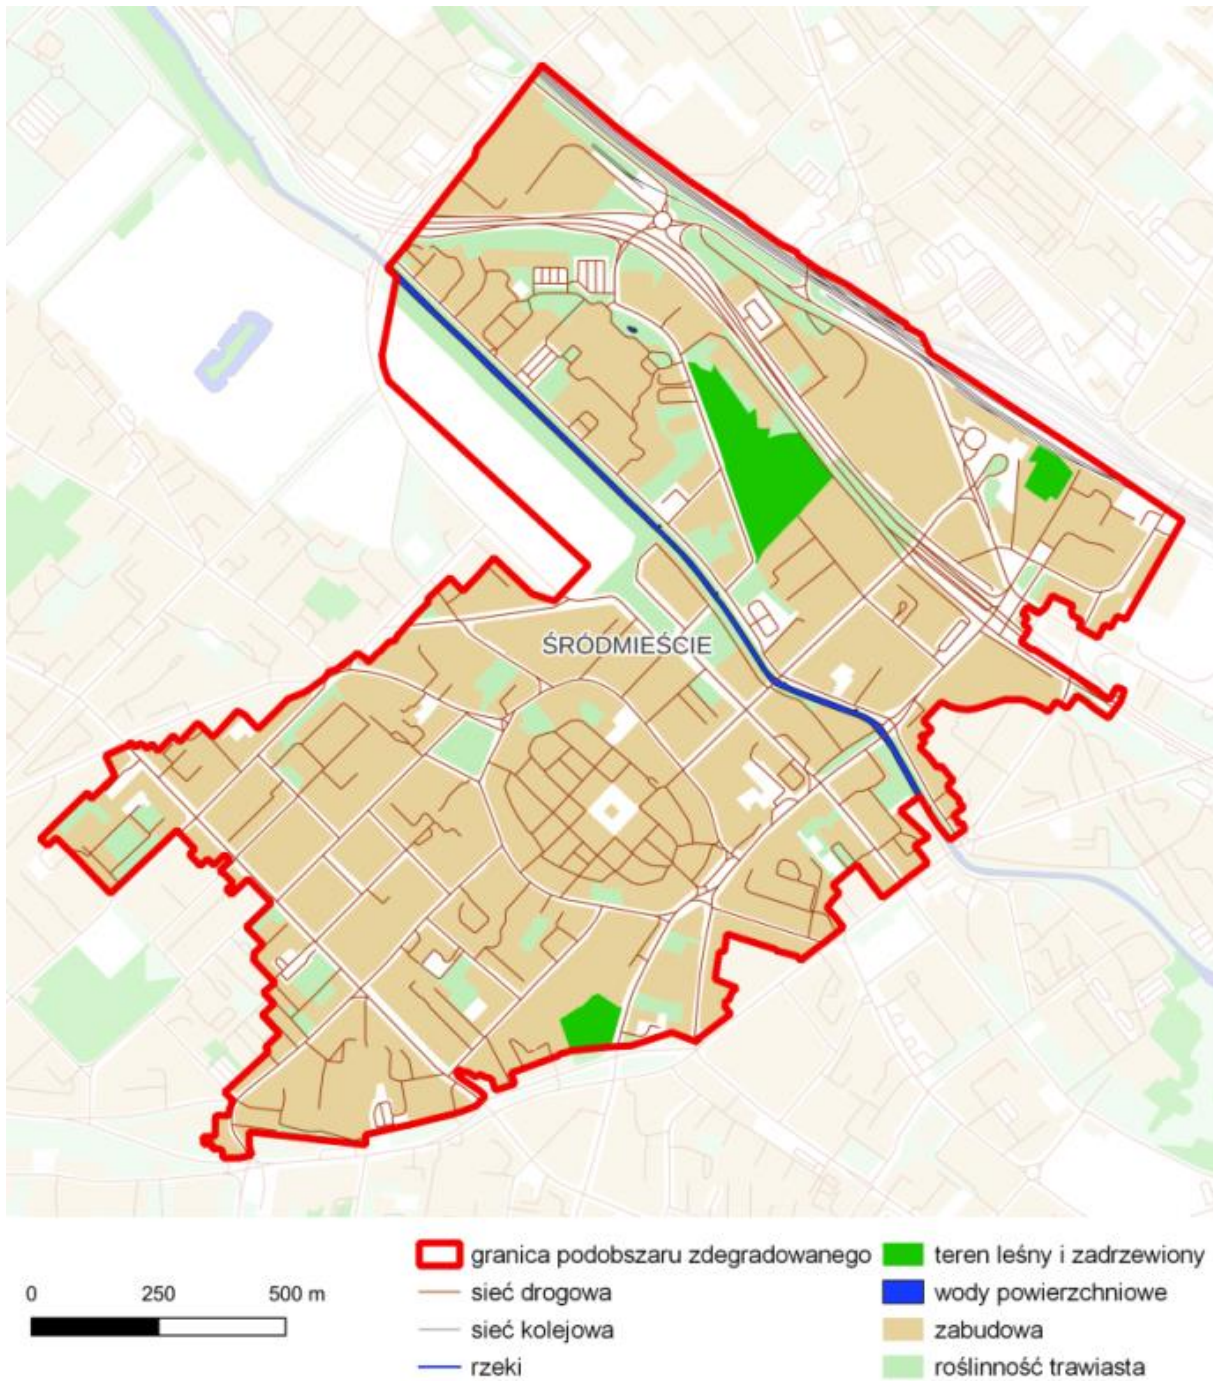 ŚRÓDMIEŚCIE
0 250 500 m
granica podobszaru zdegradowanego
sieć drogowa
sieć kolejowa
rzeki
teren leśny i zadrzewiony
wody powierzchniowe
zabudowa
roślinność trawiasta